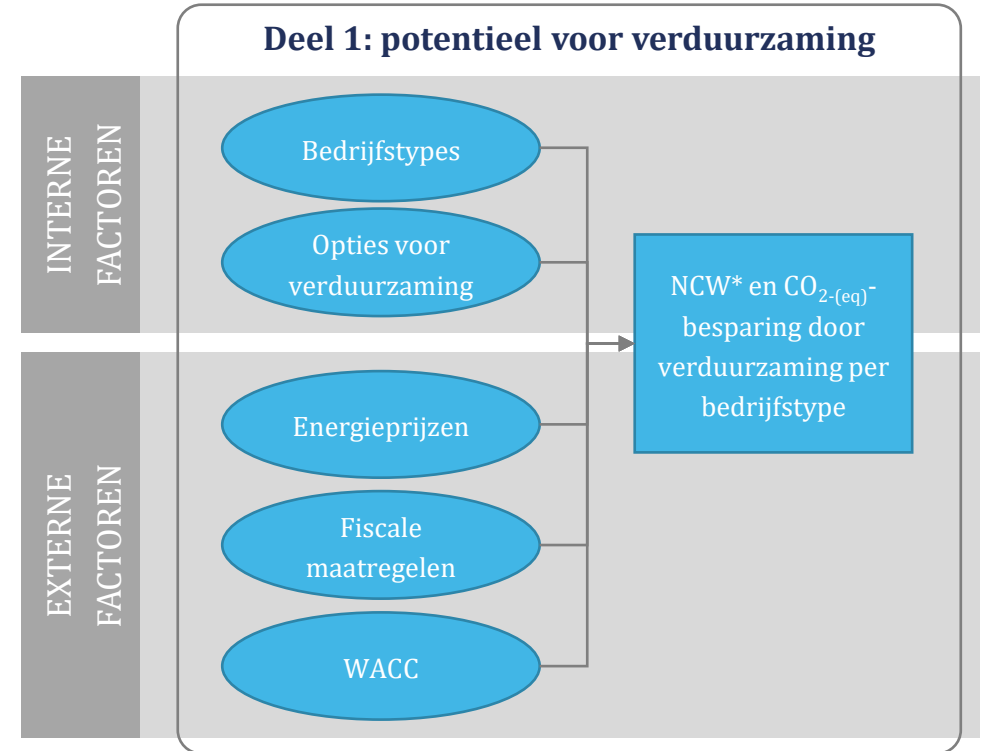 Deel 1: potentieel voor verduurzaming
INTERNE
FACTOREN
Bedrijfstypes
Opties voor
verduurzaming
NCW* en CO2-(eq)-
besparing door
verduurzaming per
bedrijfstype
EXTERNE
FACTOREN
Energieprijzen
Fiscale
maatregelen
WACC